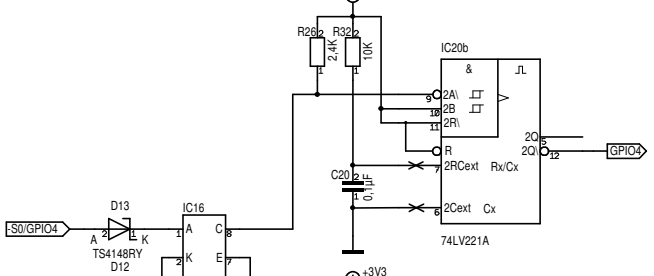 R26 2 R32 2
2,4K
10K
1 1
IC20b
&
9 2A\
10 2B
11 2R\
R
7 2RCext Rx/Cx
6 2Cext Cx
2Q 5
2Q\ 12
GPIO4
74LV221A
C20 2
0,1µF
1
-S0/GPIO4
D13
A 2 1 K
TS4148RY
D12
IC16
1 A C 8
2 K E 7
+3V3